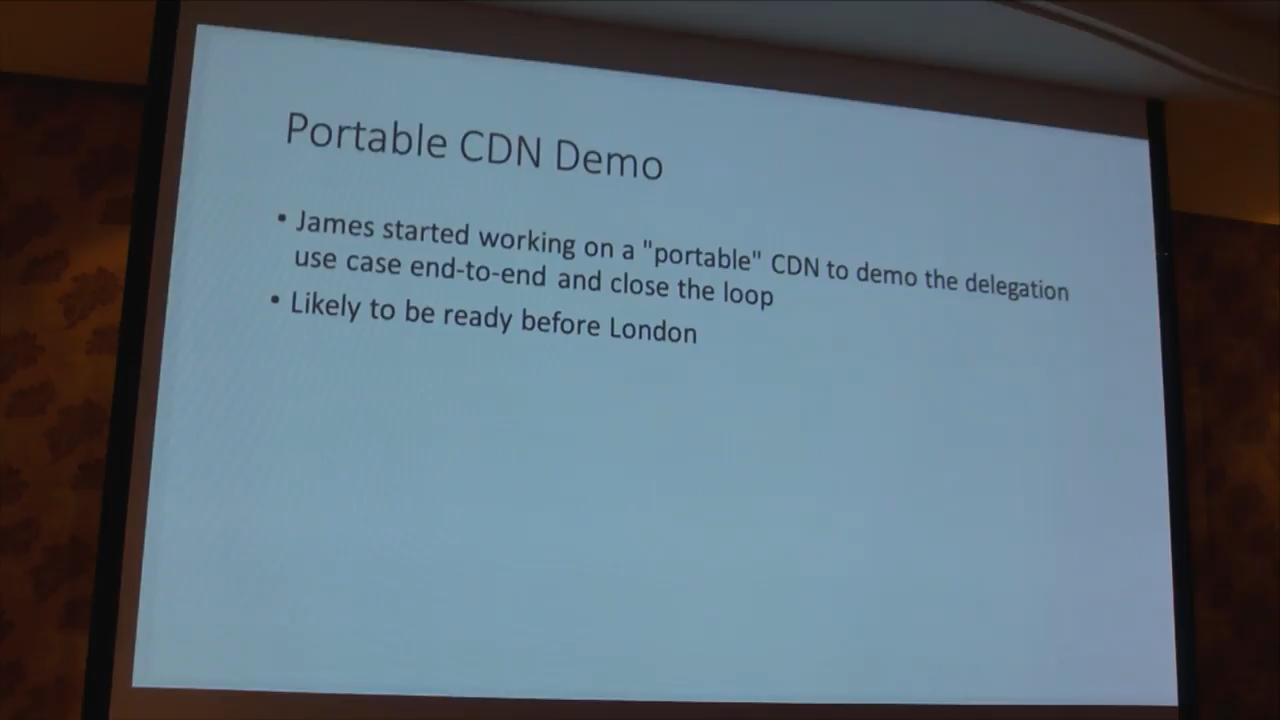 Portable CDN Demo
• James started working on a "portable" CDN to demo the delegation
use case end-to-end and close the loop
• Likely to be ready before London